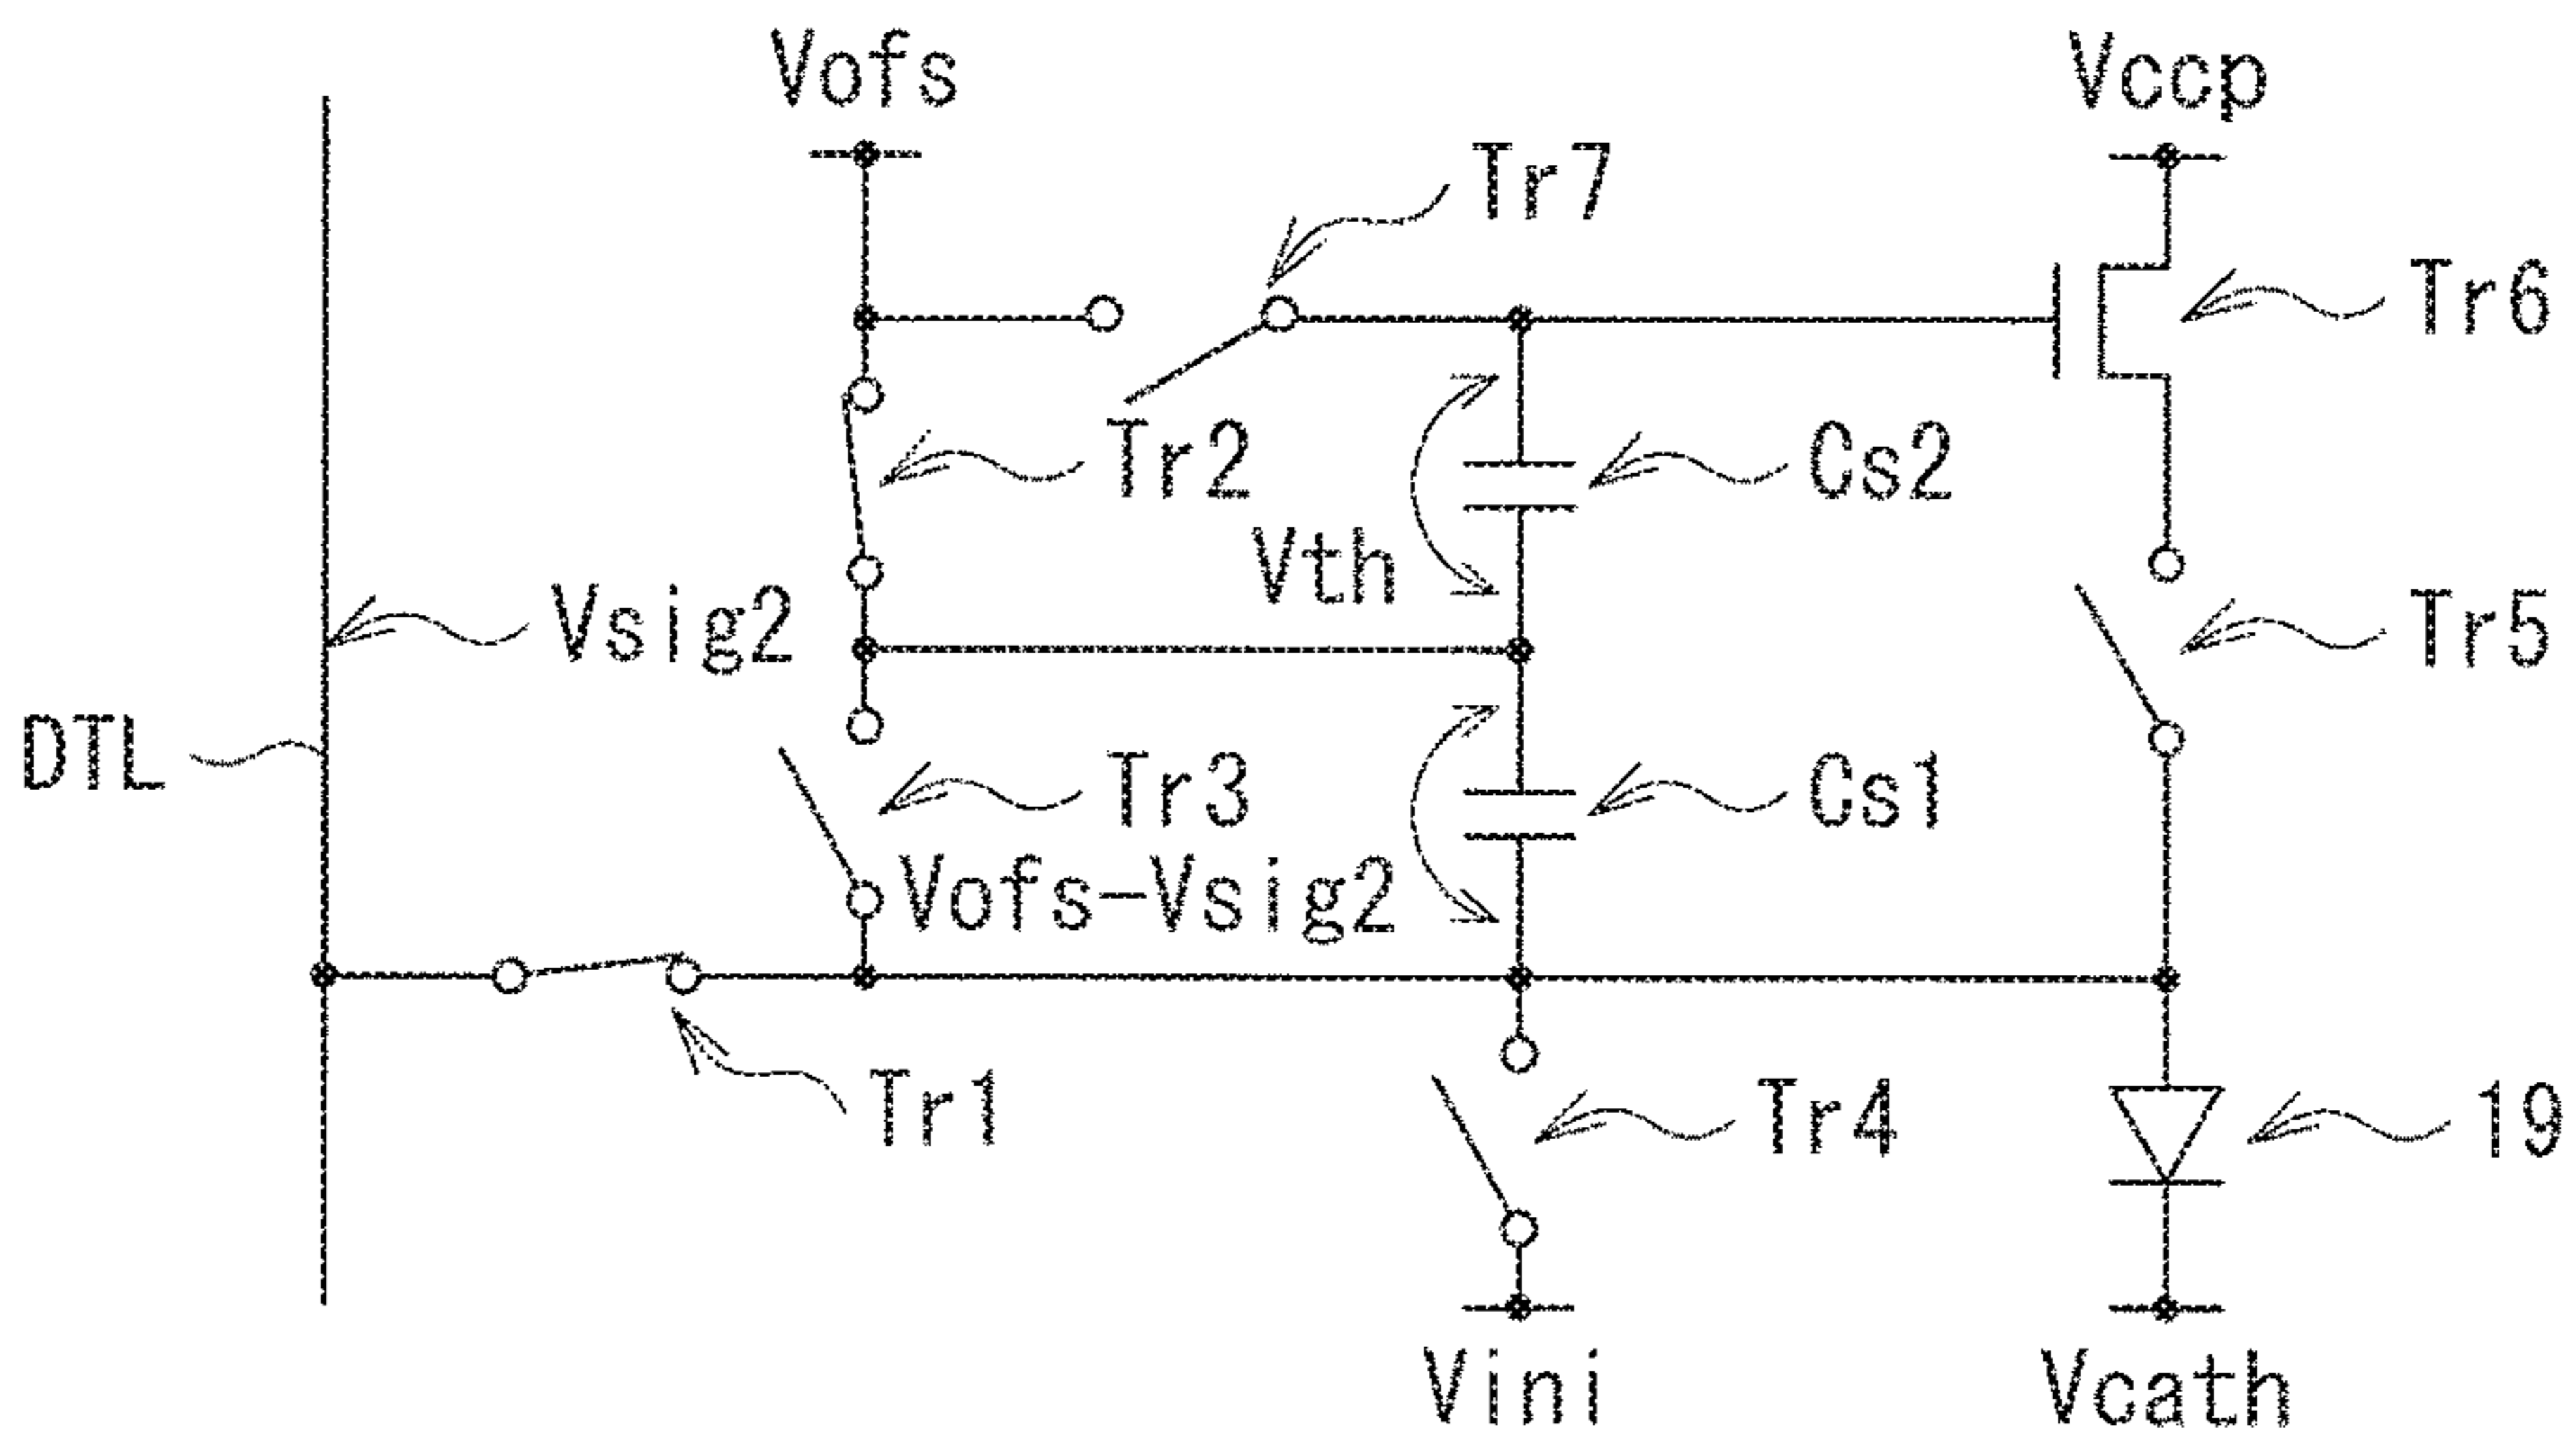 Vofs
Vccp
Tr7
Tr6
Tr2
Cs2
Vth
Vsig2
Tr5
DTL
Tr3
Cs1
Vofs-Vsig2
Tr1
Tr4
19
Vini
Vcath